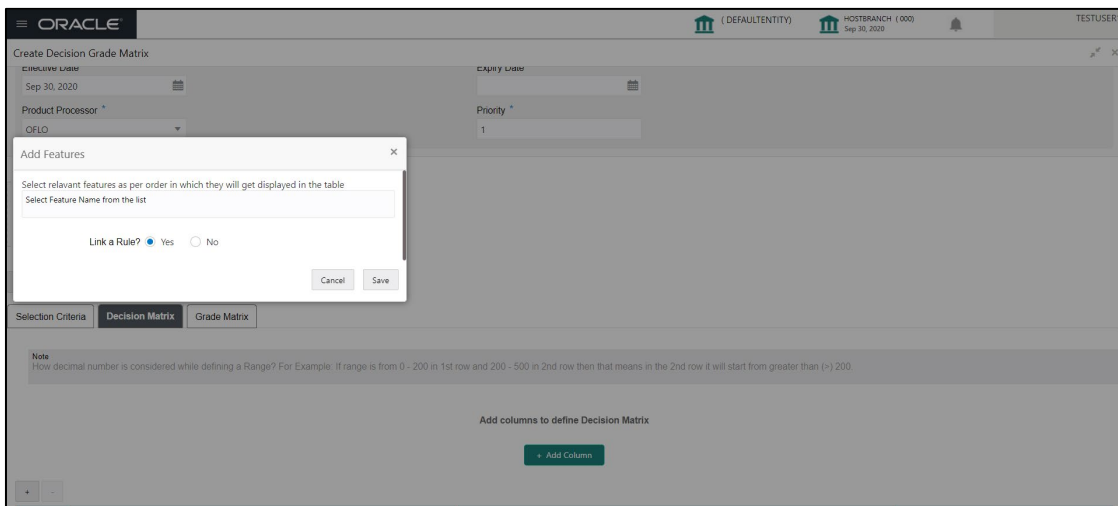 ORACLE
( DEFAULTENTITY)
HOSTBRANCH ( 000)
Sep 30, 2020
TESTUSER
Create Decision Grade Matrix
Effective Date
Expiry Date
Sep 30, 2020
Product Processor *
Priority *
OFLO
1
Add Features
Select relavant features as per order in which they will get displayed in the table
Select Feature Name from the list
Link a Rule? Yes No
Cancel Save
Selection Criteria Decision Matrix Grade Matrix
Note
How decimal number is considered while defining a Range? For Example: If range is from 0 - 200 in 1st row and 200 - 500 in 2nd row then that means in the 2nd row it will start from greater than (>) 200
Add columns to define Decision Matrix
+ Add Column
+ -